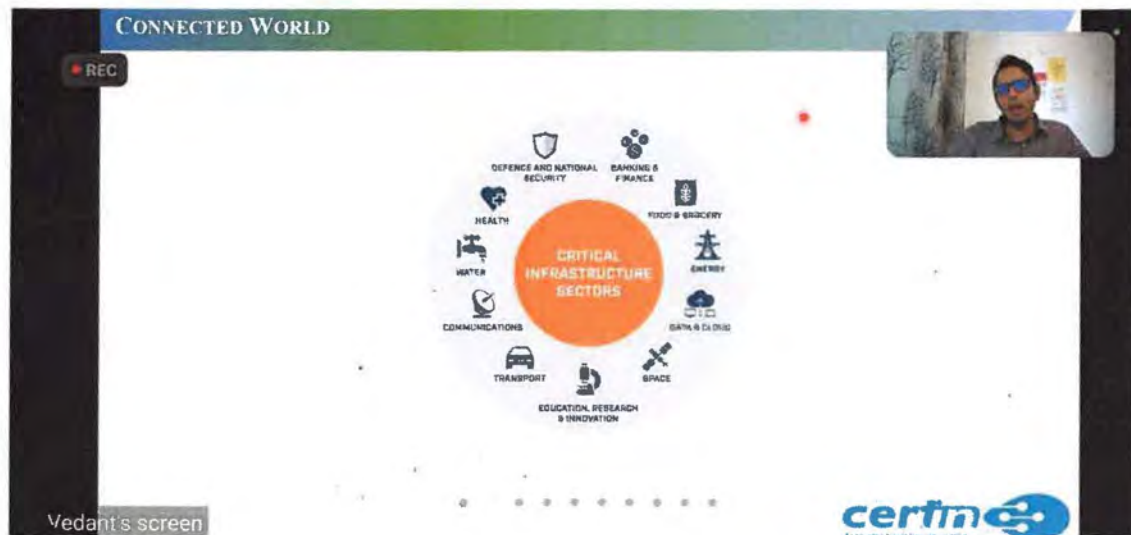 CONNECTED WORLD
REC
DEFENCE AND NATIONAL
SECURITY
BANKING &
FINANCE
HEALTH
FOOD & GROCERY
WATER
ENERGY
CRITICAL
INFRASTRUCTURE
SECTORS
COMMUNICATIONS
DATA & CLOUD
TRANSPORT
SPACE
EDUCATION, RESEARCH
& INNOVATION
Vedant's screen
certin